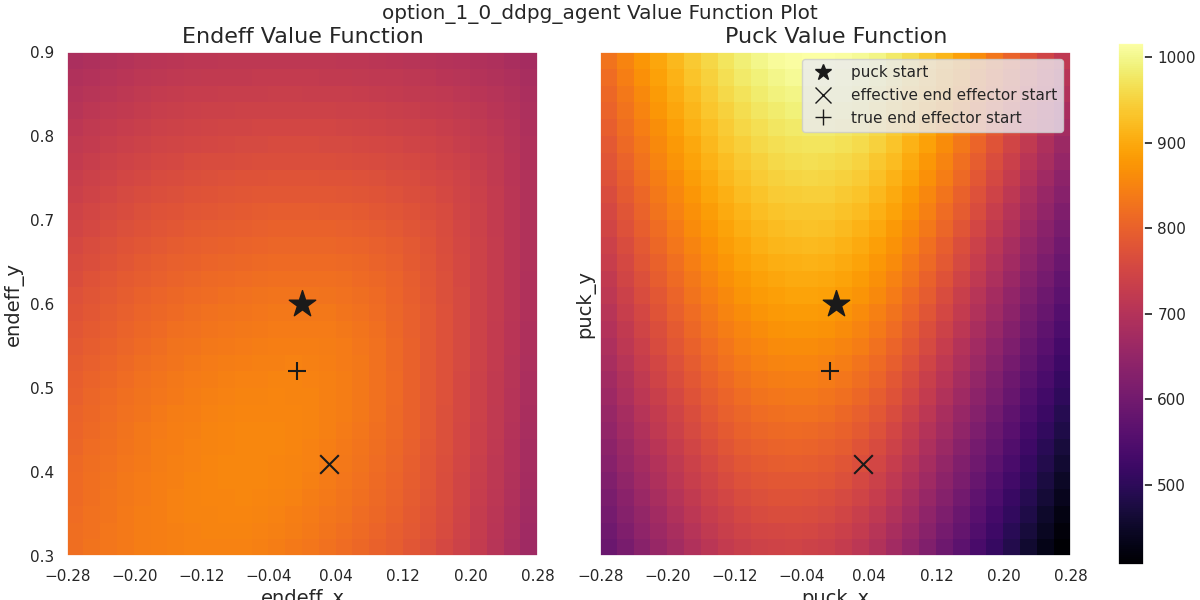 option_1_0_ddpg_agent Value Function Plot
Endeff Value Function
Puck Value Function
0.9
0.8
0.7
0.6
0.5
0.4
0.3
endeff_y
−0.28 −0.20 −0.12 −0.04 0.04 0.12 0.20 0.28
endeff_x
puck_y
puck start
effective end effector start
true end effector start
−0.28 −0.20 −0.12 −0.04 0.04 0.12 0.20 0.28
puck_x
1000
900
800
700
600
500